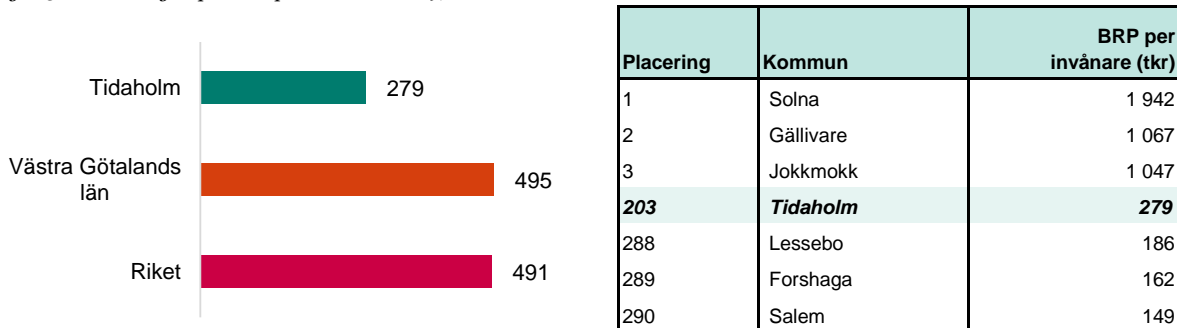 Tidaholm 279
Västra Götalands
län 495
Riket 491
Placering Kommun BRP per
invånare (tkr)
1 Solna 1 942
2 Gällivare 1 067
3 Jokkmokk 1 047
203 Tidaholm 279
288 Lessebo 186
289 Forshaga 162
290 Salem 149